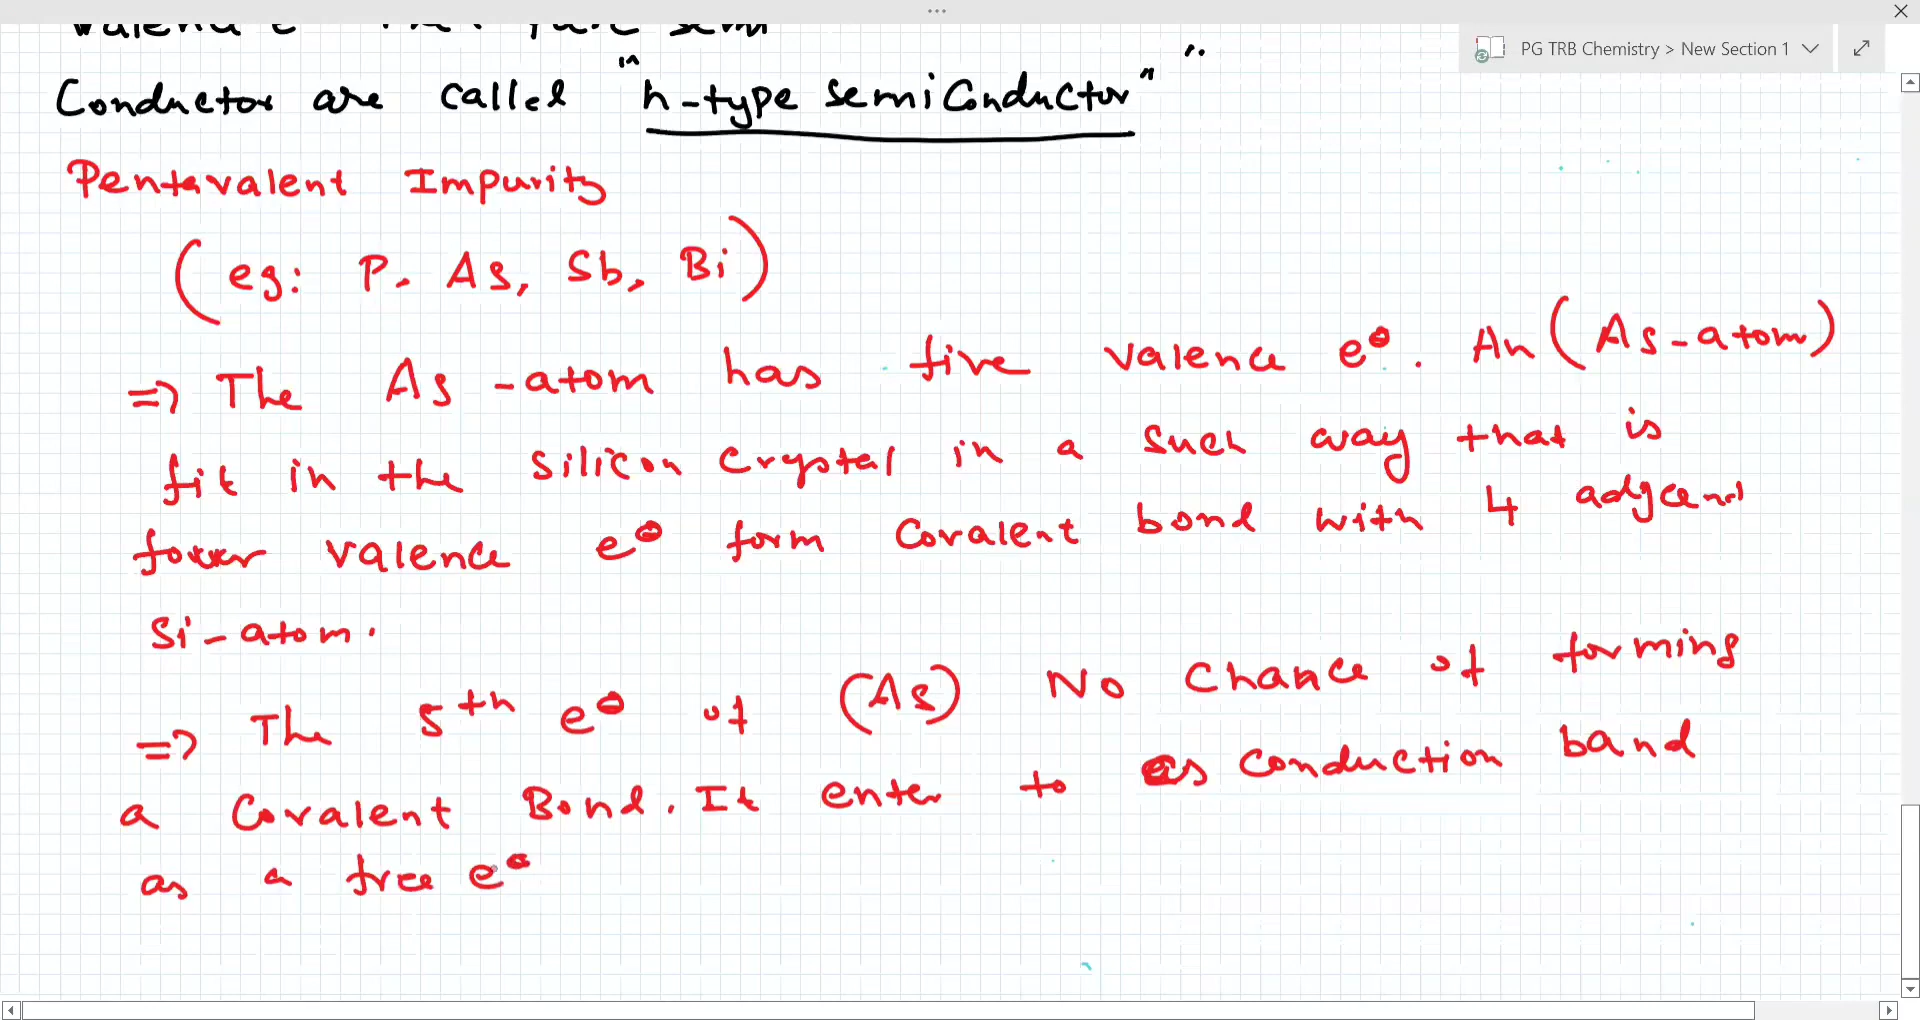 PG TRB Chemistry > New Section 1
Conductor are called "n-type semiConductor"
Pentavalent Impurity
(eg: P, As, Sb, Bi)
=> The As-atom has five valence e⊖. An (As-atom)
fit in the silicon crystal in a such way that is
four valence e⊖ form covalent bond with 4 adjcent
Si-atom.
=> The 5th e⊖ of (As) No chance of forming
a Covalent Bond. It enter to as conduction band
as a free e⊖